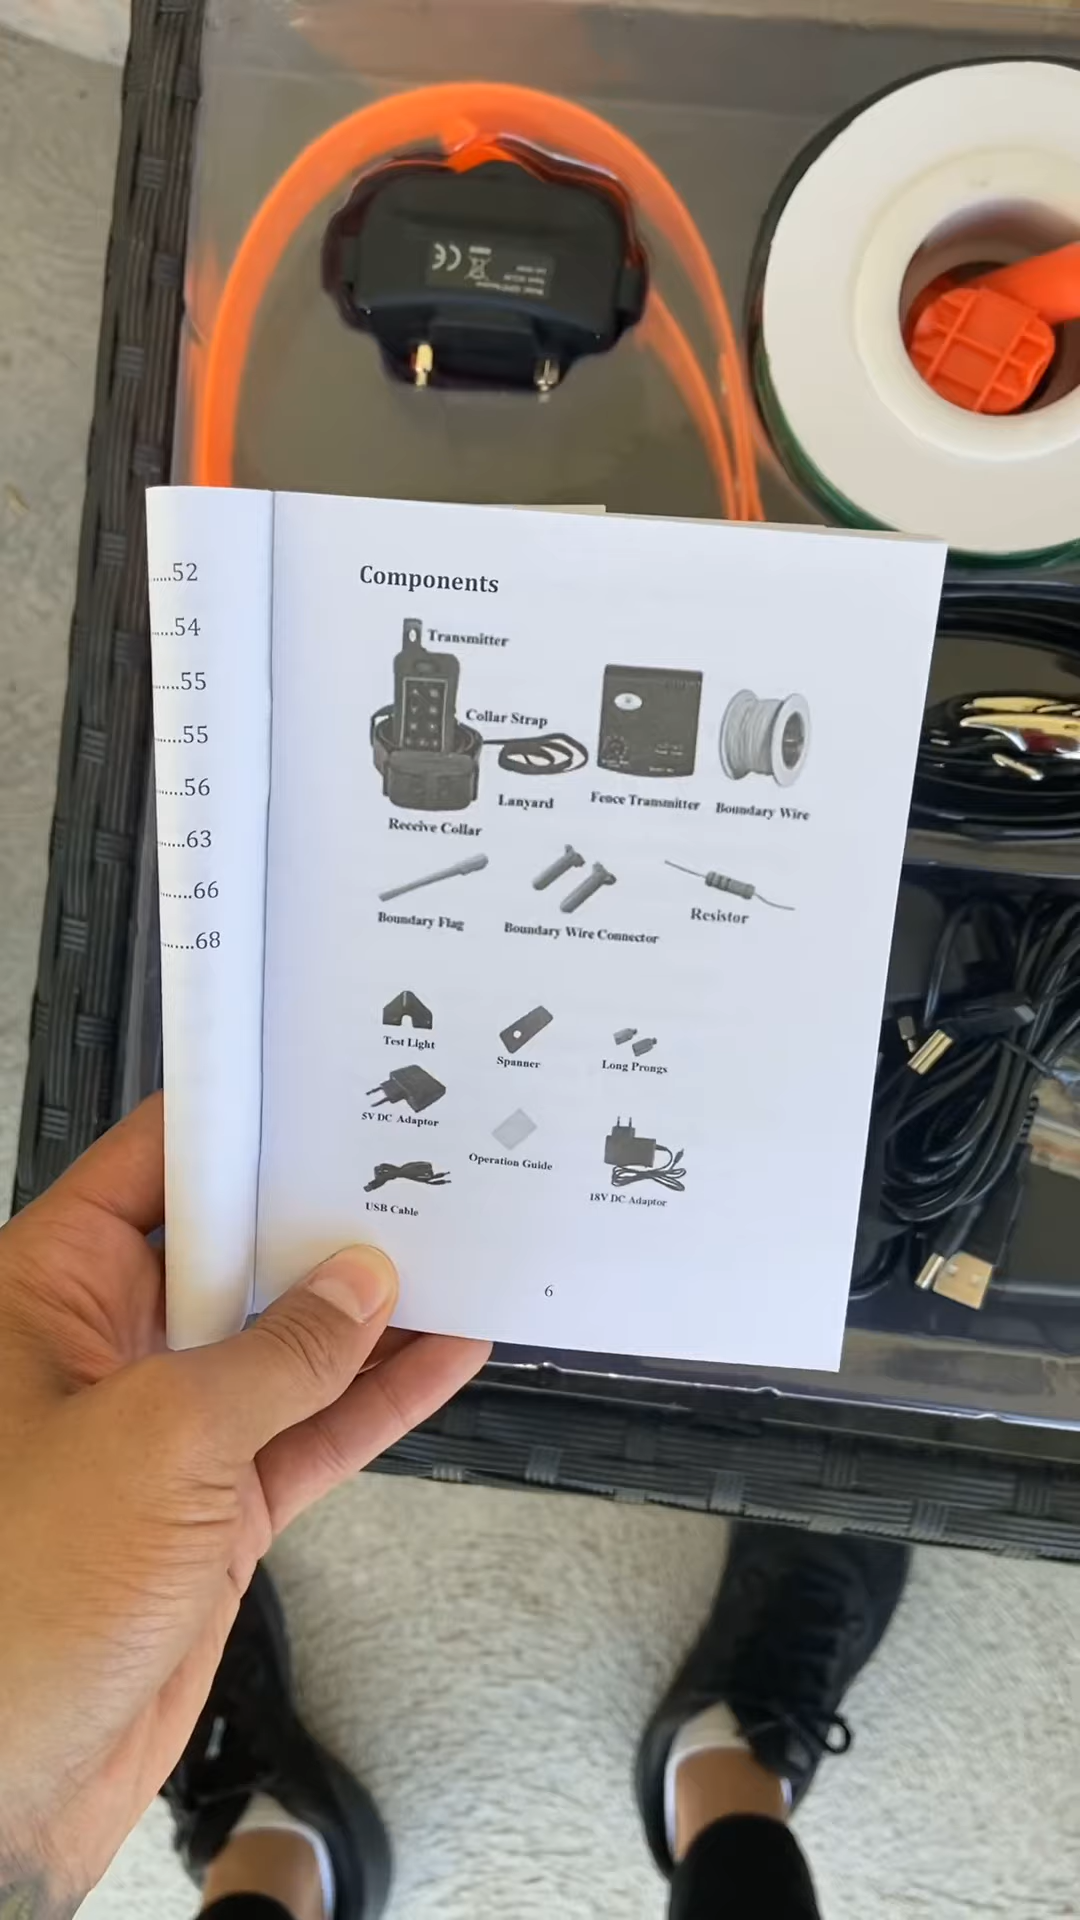 .....52
.....54
......55
.....55
.....56
.....63
.......66
.......68
Components
Transmitter
Collar Strap
Lanyard
Fence Transmitter
Boundary Wire
Receive Collar
Boundary Flag
Boundary Wire Connector
Resistor
Test Light
Spanner
Long Prongs
5V DC Adaptor
Operation Guide
18V DC Adaptor
USB Cable
6
CE